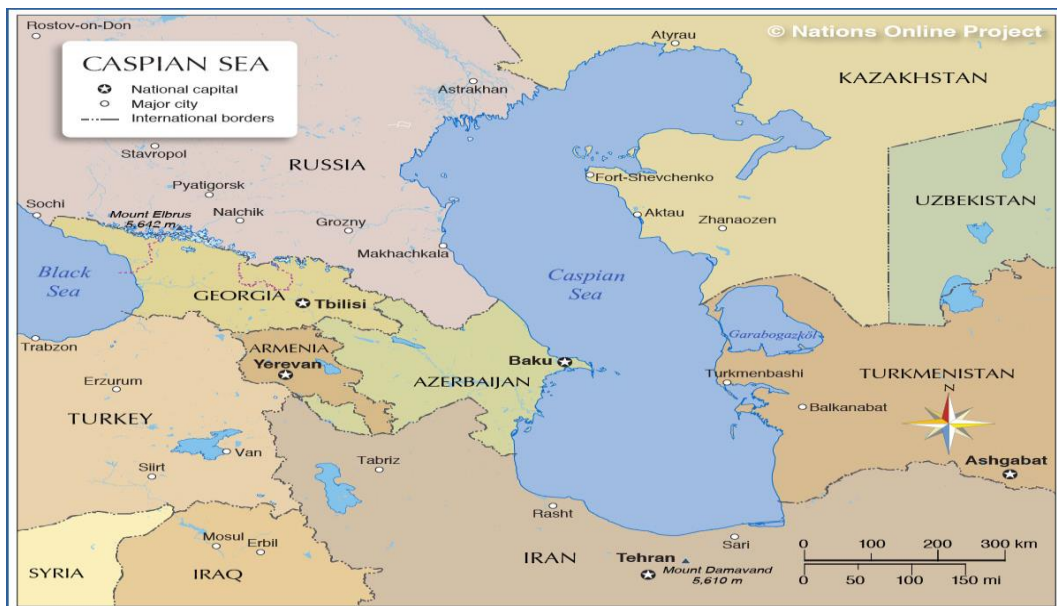 Rostov-on-Don
Atyrau
© Nations Online Project
CASPIAN SEA
National capital
Major city
International borders
KAZAKHSTAN
Astrakhan
Stavropol
RUSSIA
Fort-Shevchenko
UZBEKISTAN
Pyatigorsk
Sochi
Mount Elbrus
5,642 m
Nalchik
Grozny
Aktau
Zhanaozen
Makhachkala
Black
Sea
Caspian
Sea
GEORGIA
Tbilisi
Garabogazköl
Trabzon
ARMENIA
Yerevan
Baku
AZERBAIJAN
Turkmenbashi
TURKMENISTAN
Erzurum
N
Balkanabat
TURKEY
Van
Siirt
Tabriz
Ashgabat
Rasht
Sari
Mosul
Erbil
IRAN
Tehran
Mount Damavand
5,610 m
SYRIA
IRAQ
0 100 200 300 km
0 50 100 150 mi